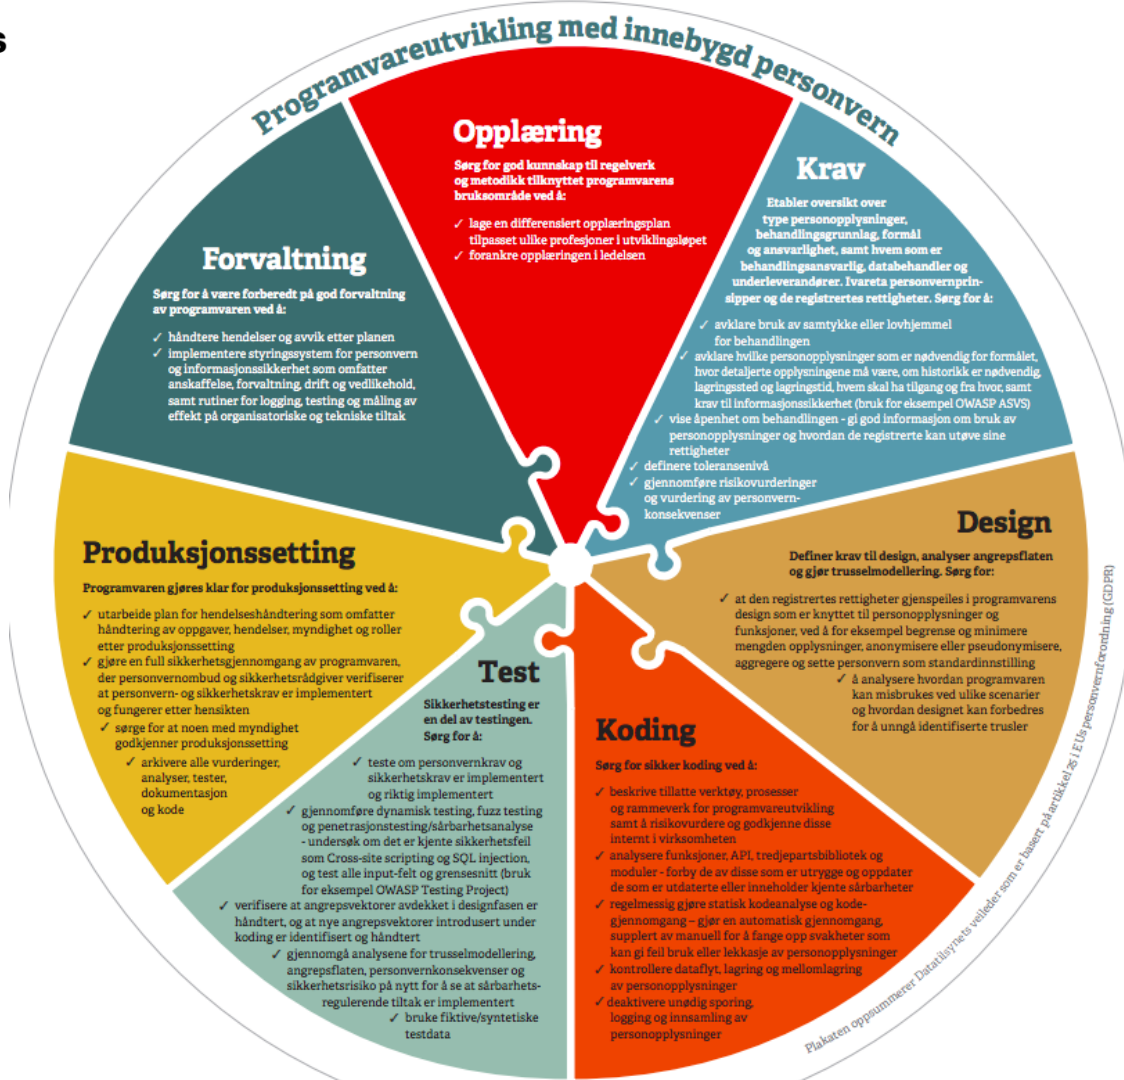 s
Programvareutvikling med innebygd personvern
Opplæring
Sørg for god kunnskap til regelverk
og metodikk tilknyttet programvarens
bruksområde ved å:
✓ lage en differensiert opplæringsplan
tilpasset ulike profesjoner i utviklingsløpet
✓ forankre opplæringen i ledelsen
Krav
Etabler oversikt over
type personopplysninger,
behandlingsgrunnlag, formål
og ansvarlighet, samt hvem som er
behandlingsansvarlig, databehandler og
underleverandører. Ivareta personvernprin-
sipper og de registrertes rettigheter. Sørg for å:
✓ avklare bruk av samtykke eller lovhjemmel
for behandlingen
✓ avklare hvilke personopplysninger som er nødvendig for formålet,
hvor detaljerte opplysningene må være, om historikk er nødvendig,
lagringssted og lagringstid, hvem skal ha tilgang og fra hvor, samt
krav til informasjonssikkerhet (bruk for eksempel OWASP ASVS)
✓ vise åpenhet om behandlingen - gi god informasjon om bruk av
personopplysninger og hvordan de registrerte kan utøve sine
rettigheter
✓ definere toleransenivå
✓ gjennomføre risikovurderinger
og vurdering av personvern-
konsekvenser
Design
Definer krav til design, analyser angrepsflaten
og gjør trusselmodellering. Sørg for:
✓ at den registrertes rettigheter gjenspeiles i programvarens
design som er knyttet til personopplysninger og
funksjoner, ved å for eksempel begrense og minimere
mengden opplysninger, anonymisere eller pseudonymisere,
aggregere og sette personvern som standardinnstilling
✓ å analysere hvordan programvaren
kan misbrukes ved ulike scenarier
og hvordan designet kan forbedres
for å unngå identifiserte trusler
Koding
Sørg for sikker koding ved å:
✓ beskrive tillatte verktøy, prosesser
og rammeverk for programvareutvikling
samt å risikovurdere og godkjenne disse
internt i virksomheten
✓ analysere funksjoner, API, tredjepartsbibliotek og
moduler - forby de av disse som er utrygge og oppdater
de som er utdaterte eller inneholder kjente sårbarheter
✓ regelmessig gjøre statisk kodeanalyse og kode-
gjennomgang – gjør en automatisk gjennomgang,
supplert av manuell for å fange opp svakheter som
kan gi feil bruk eller lekkasje av personopplysninger
✓ kontrollere dataflyt, lagring og mellomlagring
av personopplysninger
✓ deaktivere unødig sporing,
logging og innsamling av
personopplysninger
Test
Sikkerhetstesting er
en del av testingen.
Sørg for å:
✓ teste om personvernkrav og
sikkerhetskrav er implementert
og riktig implementert
✓ gjennomføre dynamisk testing, fuzz testing
og penetrasjonstesting/sårbarhetsanalyse
- undersøk om det er kjente sikkerhetsfeil
som Cross-site scripting og SQL injection,
og test alle input-felt og grensesnitt (bruk
for eksempel OWASP Testing Project)
✓ verifisere at angrepsvektorer avdekket i designfasen er
håndtert, og at nye angrepsvektorer introdusert under
koding er identifisert og håndtert
✓ gjennomgå analysene for trusselmodellering,
angrepsflaten, personvernkonsekvenser og
sikkerhetsrisiko på nytt for å se at sårbarhets-
regulerende tiltak er implementert
✓ bruke fiktive/syntetiske
testdata
Produksjonssetting
Programvaren gjøres klar for produksjonssetting ved å:
✓ utarbeide plan for hendelseshåndtering som omfatter
håndtering av oppgaver, hendelser, myndighet og roller
etter produksjonssetting
✓ gjøre en full sikkerhetsgjennomgang av programvaren,
der personvernombud og sikkerhetsrådgiver verifiserer
at personvern- og sikkerhetskrav er implementert
og fungerer etter hensikten
✓ sørge for at noen med myndighet
godkjenner produksjonssetting
✓ arkivere alle vurderinger,
analyser, tester,
dokumentasjon
og kode
Forvaltning
Sørg for å være forberedt på god forvaltning
av programvaren ved å:
✓ håndtere hendelser og avvik etter planen
✓ implementere styringssystem for personvern
og informasjonssikkerhet som omfatter
anskaffelse, forvaltning, drift og vedlikehold,
samt rutiner for logging, testing og måling av
effekt på organisatoriske og tekniske tiltak
Plakaten oppsummerer Datatilsynets veileder som er basert på artikkel 25 i EUs personvernforordning (GDPR)